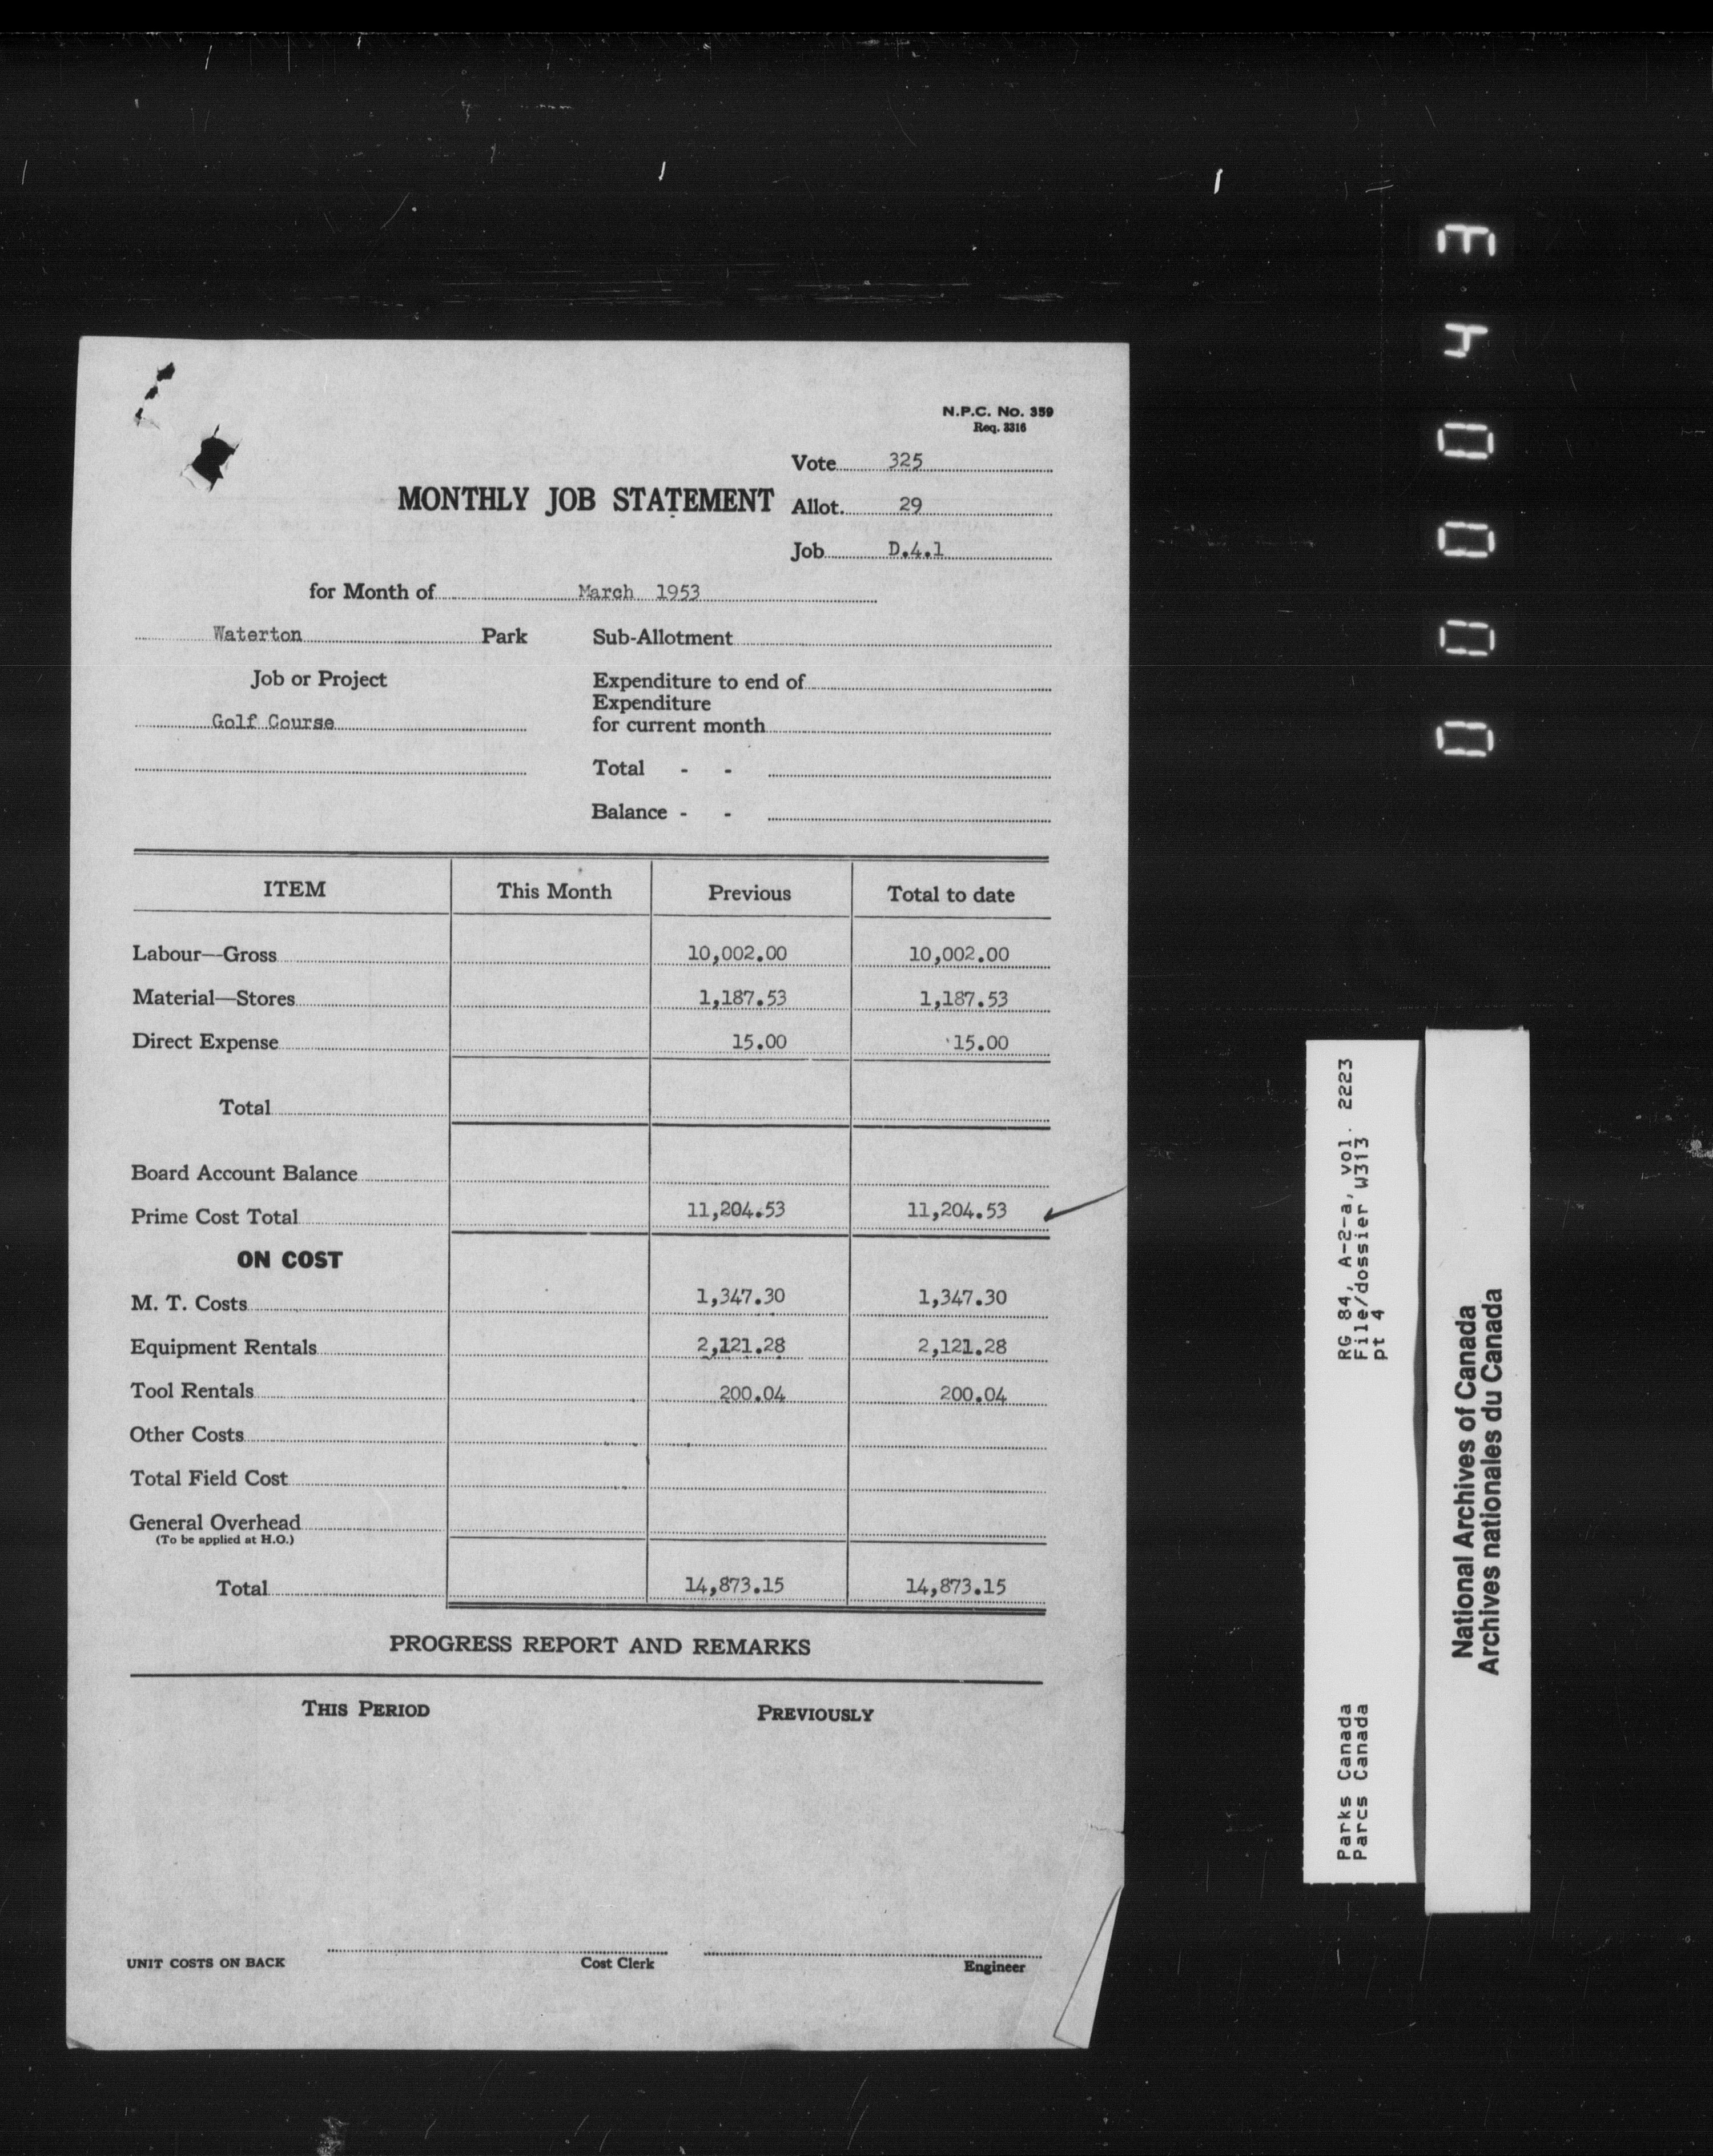 N.P.C. No. 359
Req. 3316
Vote 325
MONTHLY JOB STATEMENT
Allot. 29
Job D.4.1
for Month of March 1953
Waterton Park Sub-Allotment
Job or Project Expenditure to end of
Expenditure
Golf Course for current month
Total - -
Balance - -
ITEM This Month Previous Total to date
Labour—Gross 10,002.00 10,002.00
Material—Stores 1,187.53 1,187.53
Direct Expense 15.00 15.00
Total
Board Account Balance
Prime Cost Total 11,204.53 11,204.53
ON COST
M. T. Costs 1,347.30 1,347.30
Equipment Rentals 2,121.28 2,121.28
Tool Rentals 200.04 200.04
Other Costs
Total Field Cost
General Overhead
(To be applied at H.O.)
Total 14,873.15 14,873.15
PROGRESS REPORT AND REMARKS
THIS PERIOD PREVIOUSLY
UNIT COSTS ON BACK Cost Clerk Engineer
000043
Parks Canada RG 84, A-2-a, vol. 2223
Parcs Canada File/dossier W313
pt 4
National Archives of Canada
Archives nationales du Canada